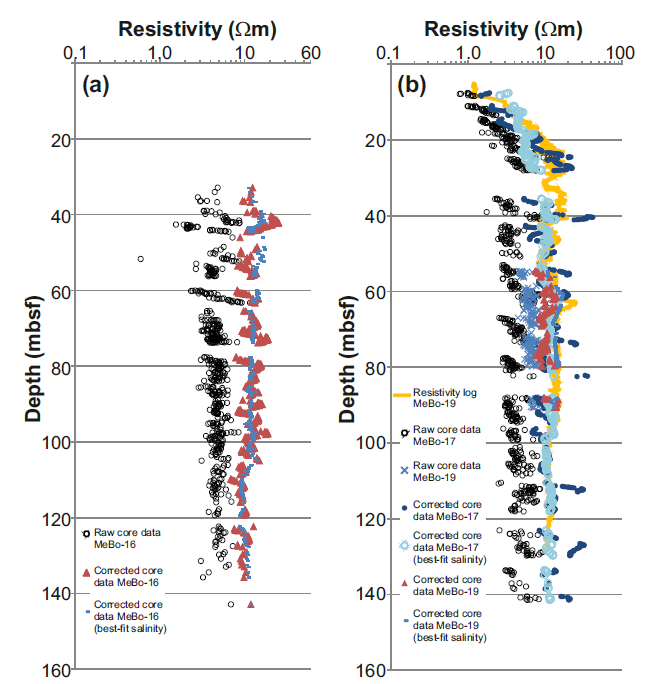 Resistivity (Ωm)
0.1 1.0 10 60
(a)
20
40
60
80
100
120
140
160
Depth (mbsf)
Raw core data
MeBo-16
Corrected core
data MeBo-16
Corrected core
data MeBo-16
(best-fit salinity)
Resistivity (Ωm)
0.1 1.0 10 100
(b)
20
40
60
80
100
120
140
160
Depth (mbsf)
Resistivity log
MeBo-19
Raw core data
MeBo-17
Raw core data
MeBo-19
Corrected core
data MeBo-17
Corrected core
data MeBo-17
(best-fit salinity)
Corrected core
data MeBo-19
Corrected core
data MeBo-19
(best-fit salinity)